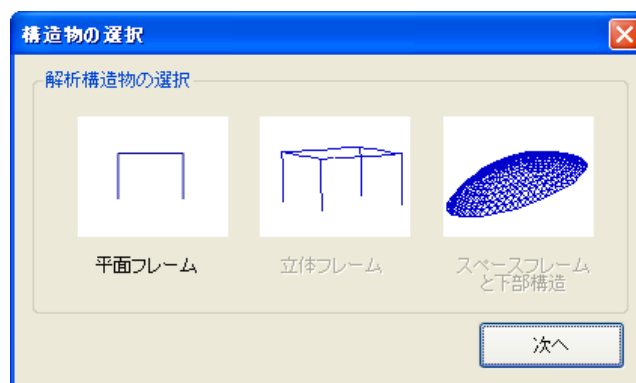 構造物の選択
解析構造物の選択
平面フレーム
立体フレーム
スペースフレーム
と下部構造
次へ